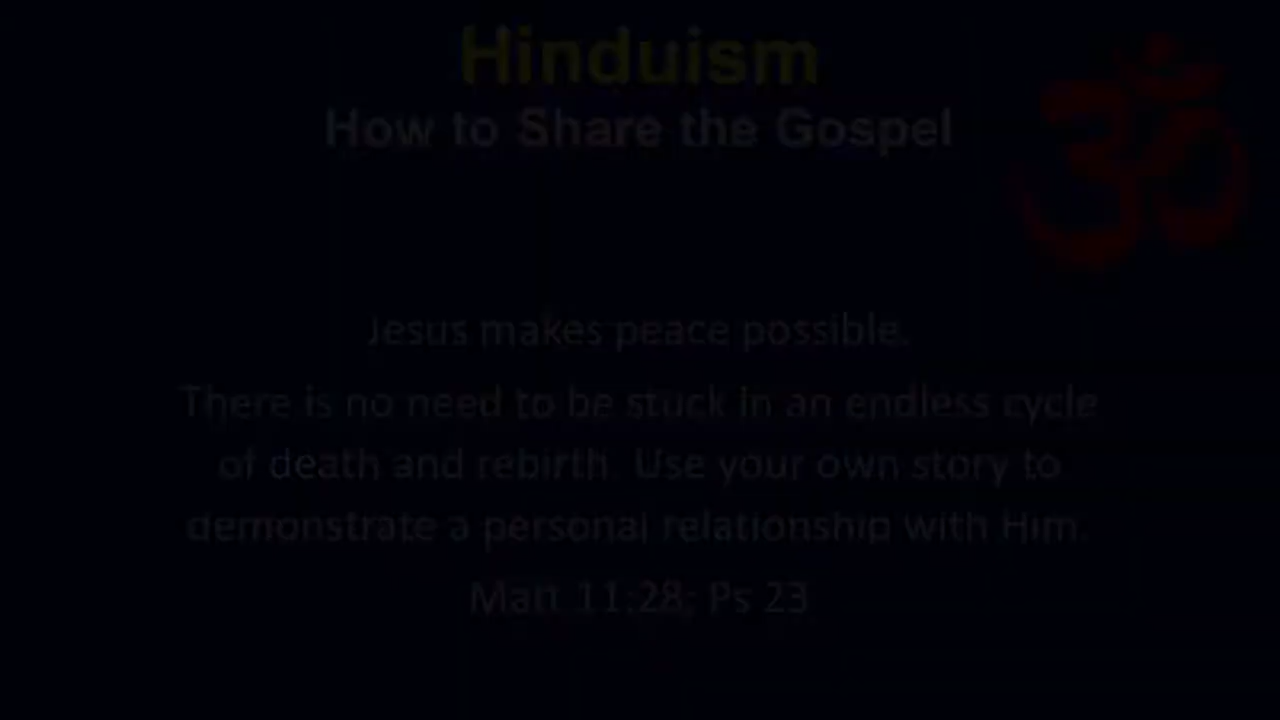 Hinduism
How to Share the Gospel
ॐ
Jesus makes peace possible.
There is no need to be stuck in an endless cycle
of death and rebirth. Use your own story to
demonstrate a personal relationship with Him.
Matt 11:28; Ps 23